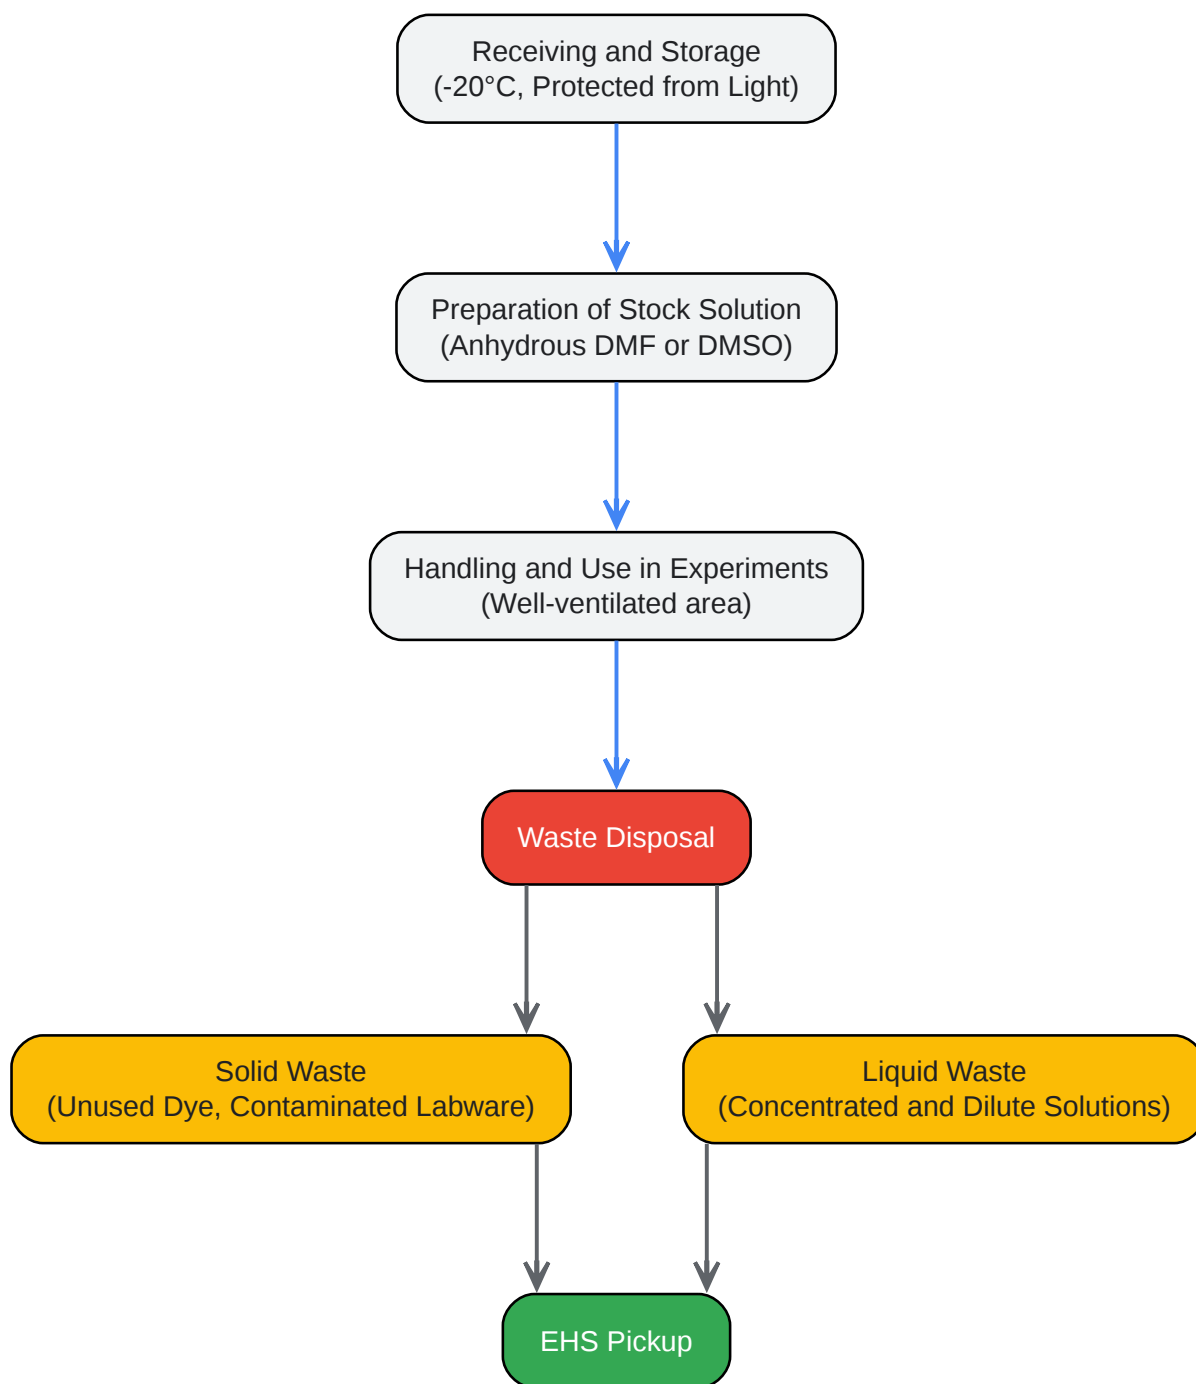 Receiving and Storage
(-20°C, Protected from Light)
Preparation of Stock Solution
(Anhydrous DMF or DMSO)
Handling and Use in Experiments
(Well-ventilated area)
Waste Disposal
Solid Waste
(Unused Dye, Contaminated Labware)
Liquid Waste
(Concentrated and Dilute Solutions)
EHS Pickup